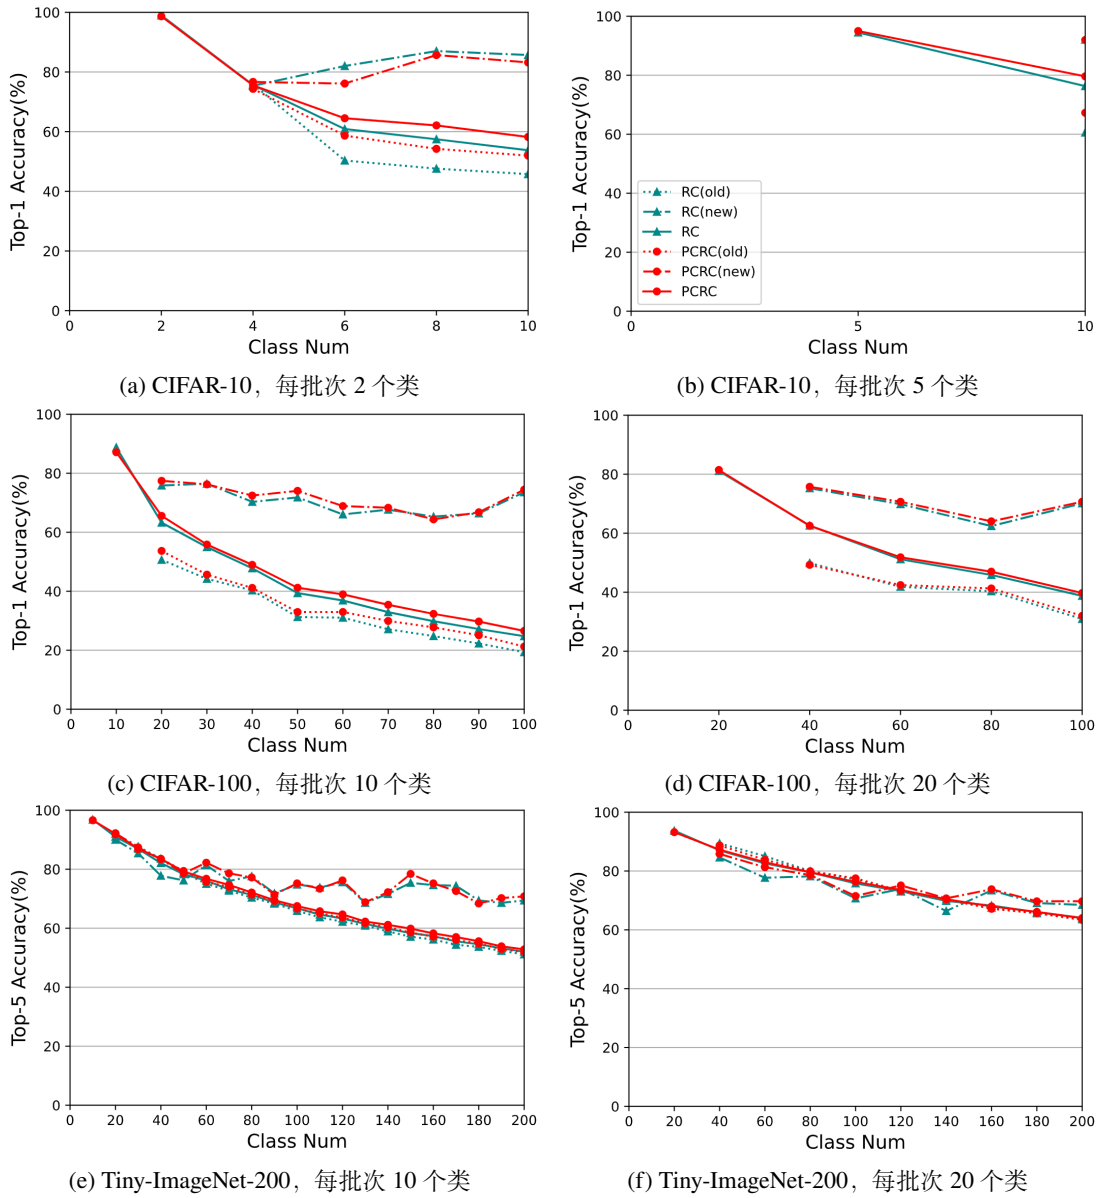 100
80
60
40
20
0
Top-1 Accuracy(%)
0 2 4 6 8 10
Class Num
(a) CIFAR-10，每批次 2 个类
100
80
60
40
20
0
Top-1 Accuracy(%)
RC(old)
RC(new)
RC
PCRC(old)
PCRC(new)
PCRC
0 5 10
Class Num
(b) CIFAR-10，每批次 5 个类
100
80
60
40
20
0
Top-1 Accuracy(%)
0 10 20 30 40 50 60 70 80 90 100
Class Num
(c) CIFAR-100，每批次 10 个类
100
80
60
40
20
0
Top-1 Accuracy(%)
0 20 40 60 80 100
Class Num
(d) CIFAR-100，每批次 20 个类
100
80
60
40
20
0
Top-5 Accuracy(%)
0 20 40 60 80 100 120 140 160 180 200
Class Num
(e) Tiny-ImageNet-200，每批次 10 个类
100
80
60
40
20
0
Top-5 Accuracy(%)
0 20 40 60 80 100 120 140 160 180 200
Class Num
(f) Tiny-ImageNet-200，每批次 20 个类